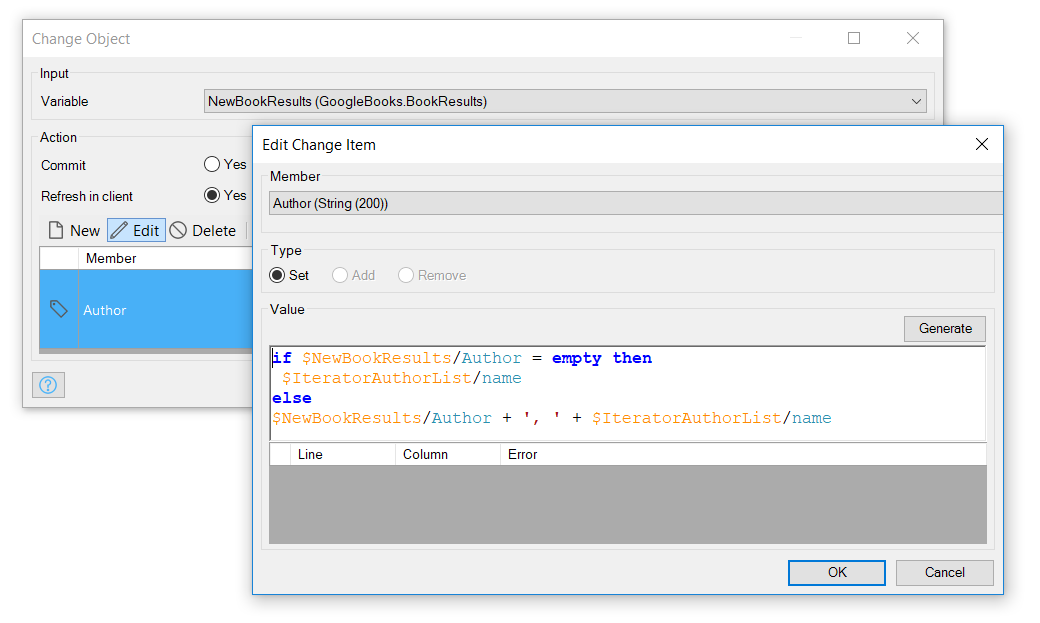 Change Object
Input
Variable NewBookResults (GoogleBooks.BookResults)
Action
Commit Yes
Refresh in client Yes
New Edit Delete
Member
Author
Edit Change Item
Member
Author (String (200))
Type
Set Add Remove
Value
Generate
if $NewBookResults/Author = empty then
$IteratorAuthorList/name
else
$NewBookResults/Author + ', ' + $IteratorAuthorList/name
Line Column Error
OK Cancel